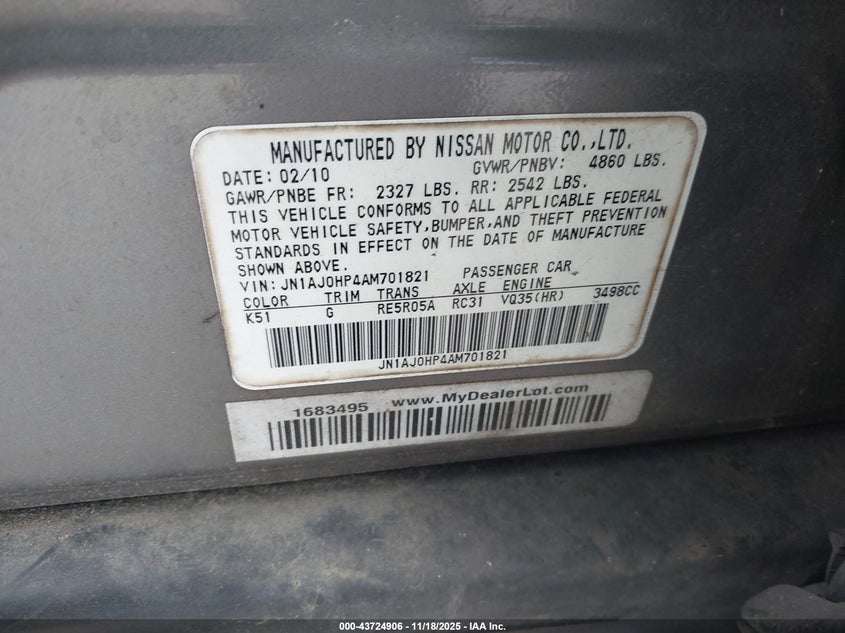 MANUFACTURED BY NISSAN MOTOR CO.,LTD.
DATE: 02/10 GVWR/PNBV: 4860 LBS.
GAWR/PNBE FR: 2327 LBS. RR: 2542 LBS.
THIS VEHICLE CONFORMS TO ALL APPLICABLE FEDERAL
MOTOR VEHICLE SAFETY,BUMPER,AND THEFT PREVENTION
STANDARDS IN EFFECT ON THE DATE OF MANUFACTURE
SHOWN ABOVE.
VIN: JN1AJ0HP4AM701821 PASSENGER CAR
COLOR TRIM TRANS AXLE ENGINE
K51 G RE5R05A RC31 VQ35(HR) 3498CC
JN1AJ0HP4AM701821
1683495 www.MyDealerLot.com
000-43724906 - 11/18/2025 - IAA Inc.